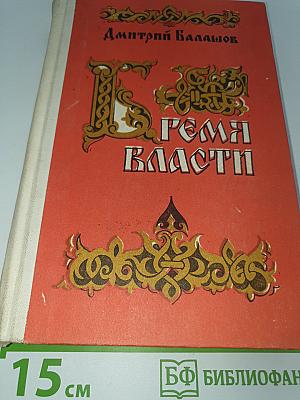 Дмитрий Балашов
Бремя
власти
15 см
БФ БИБЛИОФАН